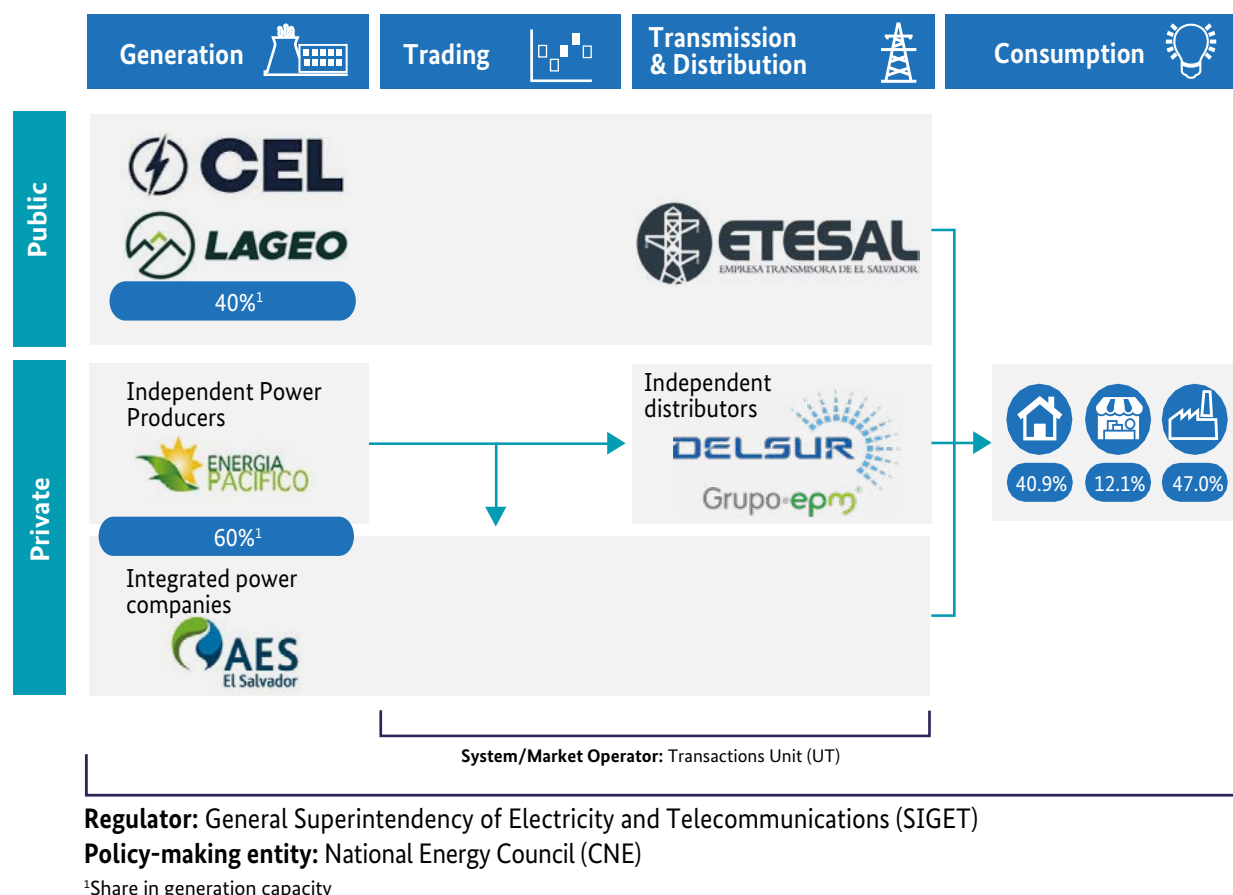 Generation
Trading
Transmission
& Distribution
Consumption
Public
CEL
LAGEO
40%¹
ETESAL
EMPRESA TRANSMISORA DE EL SALVADOR
Private
Independent Power
Producers
ENERGIA
PACIFICO
60%¹
Independent
distributors
DELSUR
Grupo·epm®
40.9%
12.1%
47.0%
Integrated power
companies
AES
El Salvador
System/Market Operator: Transactions Unit (UT)
Regulator: General Superintendency of Electricity and Telecommunications (SIGET)
Policy-making entity: National Energy Council (CNE)
¹Share in generation capacity